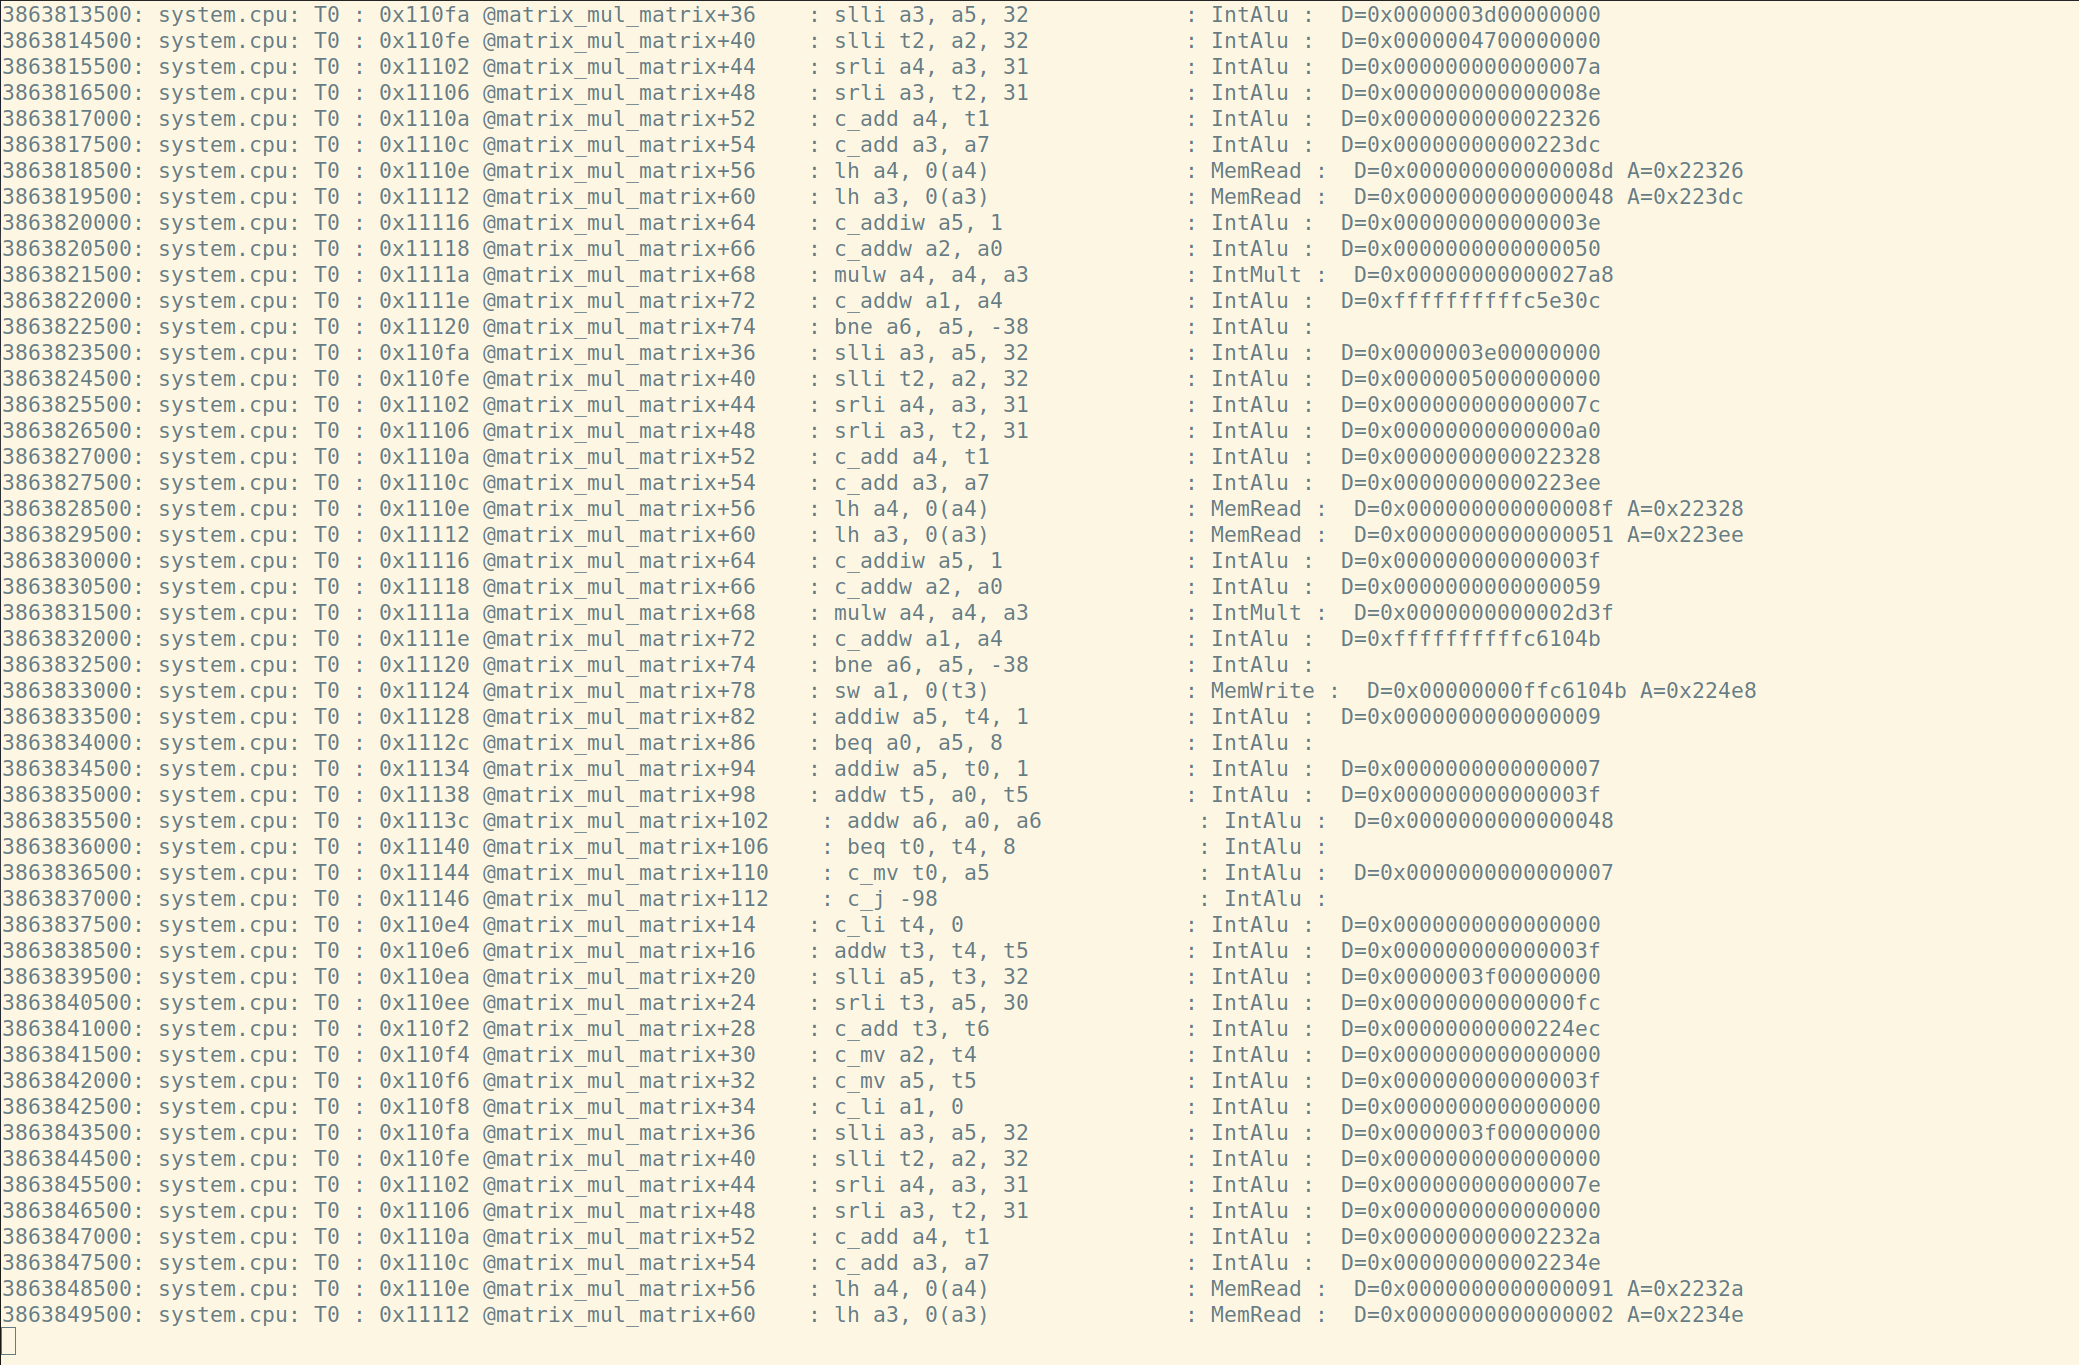 3863813500: system.cpu: T0 : 0x110fa @matrix_mul_matrix+36    : slli a3, a5, 32            : IntAlu :  D=0x0000003d00000000
3863814500: system.cpu: T0 : 0x110fe @matrix_mul_matrix+40    : slli t2, a2, 32            : IntAlu :  D=0x0000004700000000
3863815500: system.cpu: T0 : 0x11102 @matrix_mul_matrix+44    : srli a4, a3, 31            : IntAlu :  D=0x000000000000007a
3863816500: system.cpu: T0 : 0x11106 @matrix_mul_matrix+48    : srli a3, t2, 31            : IntAlu :  D=0x000000000000008e
3863817000: system.cpu: T0 : 0x1110a @matrix_mul_matrix+52    : c_add a4, t1               : IntAlu :  D=0x0000000000022326
3863817500: system.cpu: T0 : 0x1110c @matrix_mul_matrix+54    : c_add a3, a7               : IntAlu :  D=0x00000000000223dc
3863818500: system.cpu: T0 : 0x1110e @matrix_mul_matrix+56    : lh a4, 0(a4)               : MemRead :  D=0x000000000000008d A=0x22326
3863819500: system.cpu: T0 : 0x11112 @matrix_mul_matrix+60    : lh a3, 0(a3)               : MemRead :  D=0x0000000000000048 A=0x223dc
3863820000: system.cpu: T0 : 0x11116 @matrix_mul_matrix+64    : c_addiw a5, 1              : IntAlu :  D=0x000000000000003e
3863820500: system.cpu: T0 : 0x11118 @matrix_mul_matrix+66    : c_addw a2, a0              : IntAlu :  D=0x0000000000000050
3863821500: system.cpu: T0 : 0x1111a @matrix_mul_matrix+68    : mulw a4, a4, a3            : IntMult :  D=0x00000000000027a8
3863822000: system.cpu: T0 : 0x1111e @matrix_mul_matrix+72    : c_addw a1, a4              : IntAlu :  D=0xffffffffffc5e30c
3863822500: system.cpu: T0 : 0x11120 @matrix_mul_matrix+74    : bne a6, a5, -38            : IntAlu :
3863823500: system.cpu: T0 : 0x110fa @matrix_mul_matrix+36    : slli a3, a5, 32            : IntAlu :  D=0x0000003e00000000
3863824500: system.cpu: T0 : 0x110fe @matrix_mul_matrix+40    : slli t2, a2, 32            : IntAlu :  D=0x0000005000000000
3863825500: system.cpu: T0 : 0x11102 @matrix_mul_matrix+44    : srli a4, a3, 31            : IntAlu :  D=0x000000000000007c
3863826500: system.cpu: T0 : 0x11106 @matrix_mul_matrix+48    : srli a3, t2, 31            : IntAlu :  D=0x00000000000000a0
3863827000: system.cpu: T0 : 0x1110a @matrix_mul_matrix+52    : c_add a4, t1               : IntAlu :  D=0x0000000000022328
3863827500: system.cpu: T0 : 0x1110c @matrix_mul_matrix+54    : c_add a3, a7               : IntAlu :  D=0x00000000000223ee
3863828500: system.cpu: T0 : 0x1110e @matrix_mul_matrix+56    : lh a4, 0(a4)               : MemRead :  D=0x000000000000008f A=0x22328
3863829500: system.cpu: T0 : 0x11112 @matrix_mul_matrix+60    : lh a3, 0(a3)               : MemRead :  D=0x0000000000000051 A=0x223ee
3863830000: system.cpu: T0 : 0x11116 @matrix_mul_matrix+64    : c_addiw a5, 1              : IntAlu :  D=0x000000000000003f
3863830500: system.cpu: T0 : 0x11118 @matrix_mul_matrix+66    : c_addw a2, a0              : IntAlu :  D=0x0000000000000059
3863831500: system.cpu: T0 : 0x1111a @matrix_mul_matrix+68    : mulw a4, a4, a3            : IntMult :  D=0x0000000000002d3f
3863832000: system.cpu: T0 : 0x1111e @matrix_mul_matrix+72    : c_addw a1, a4              : IntAlu :  D=0xffffffffffc6104b
3863832500: system.cpu: T0 : 0x11120 @matrix_mul_matrix+74    : bne a6, a5, -38            : IntAlu :
3863833000: system.cpu: T0 : 0x11124 @matrix_mul_matrix+78    : sw a1, 0(t3)               : MemWrite :  D=0x00000000ffc6104b A=0x224e8
3863833500: system.cpu: T0 : 0x11128 @matrix_mul_matrix+82    : addiw a5, t4, 1            : IntAlu :  D=0x0000000000000009
3863834000: system.cpu: T0 : 0x1112c @matrix_mul_matrix+86    : beq a0, a5, 8              : IntAlu :
3863834500: system.cpu: T0 : 0x11134 @matrix_mul_matrix+94    : addiw a5, t0, 1            : IntAlu :  D=0x0000000000000007
3863835000: system.cpu: T0 : 0x11138 @matrix_mul_matrix+98    : addw t5, a0, t5            : IntAlu :  D=0x000000000000003f
3863835500: system.cpu: T0 : 0x1113c @matrix_mul_matrix+102    : addw a6, a0, a6            : IntAlu :  D=0x0000000000000048
3863836000: system.cpu: T0 : 0x11140 @matrix_mul_matrix+106    : beq t0, t4, 8              : IntAlu :
3863836500: system.cpu: T0 : 0x11144 @matrix_mul_matrix+110    : c_mv t0, a5                : IntAlu :  D=0x0000000000000007
3863837000: system.cpu: T0 : 0x11146 @matrix_mul_matrix+112    : c_j -98                    : IntAlu :
3863837500: system.cpu: T0 : 0x110e4 @matrix_mul_matrix+14    : c_li t4, 0                 : IntAlu :  D=0x0000000000000000
3863838500: system.cpu: T0 : 0x110e6 @matrix_mul_matrix+16    : addw t3, t4, t5            : IntAlu :  D=0x000000000000003f
3863839500: system.cpu: T0 : 0x110ea @matrix_mul_matrix+20    : slli a5, t3, 32            : IntAlu :  D=0x0000003f00000000
3863840500: system.cpu: T0 : 0x110ee @matrix_mul_matrix+24    : srli t3, a5, 30            : IntAlu :  D=0x00000000000000fc
3863841000: system.cpu: T0 : 0x110f2 @matrix_mul_matrix+28    : c_add t3, t6               : IntAlu :  D=0x00000000000224ec
3863841500: system.cpu: T0 : 0x110f4 @matrix_mul_matrix+30    : c_mv a2, t4                : IntAlu :  D=0x0000000000000000
3863842000: system.cpu: T0 : 0x110f6 @matrix_mul_matrix+32    : c_mv a5, t5                : IntAlu :  D=0x000000000000003f
3863842500: system.cpu: T0 : 0x110f8 @matrix_mul_matrix+34    : c_li a1, 0                 : IntAlu :  D=0x0000000000000000
3863843500: system.cpu: T0 : 0x110fa @matrix_mul_matrix+36    : slli a3, a5, 32            : IntAlu :  D=0x0000003f00000000
3863844500: system.cpu: T0 : 0x110fe @matrix_mul_matrix+40    : slli t2, a2, 32            : IntAlu :  D=0x0000000000000000
3863845500: system.cpu: T0 : 0x11102 @matrix_mul_matrix+44    : srli a4, a3, 31            : IntAlu :  D=0x000000000000007e
3863846500: system.cpu: T0 : 0x11106 @matrix_mul_matrix+48    : srli a3, t2, 31            : IntAlu :  D=0x0000000000000000
3863847000: system.cpu: T0 : 0x1110a @matrix_mul_matrix+52    : c_add a4, t1               : IntAlu :  D=0x000000000002232a
3863847500: system.cpu: T0 : 0x1110c @matrix_mul_matrix+54    : c_add a3, a7               : IntAlu :  D=0x000000000002234e
3863848500: system.cpu: T0 : 0x1110e @matrix_mul_matrix+56    : lh a4, 0(a4)               : MemRead :  D=0x0000000000000091 A=0x2232a
3863849500: system.cpu: T0 : 0x11112 @matrix_mul_matrix+60    : lh a3, 0(a3)               : MemRead :  D=0x0000000000000002 A=0x2234e